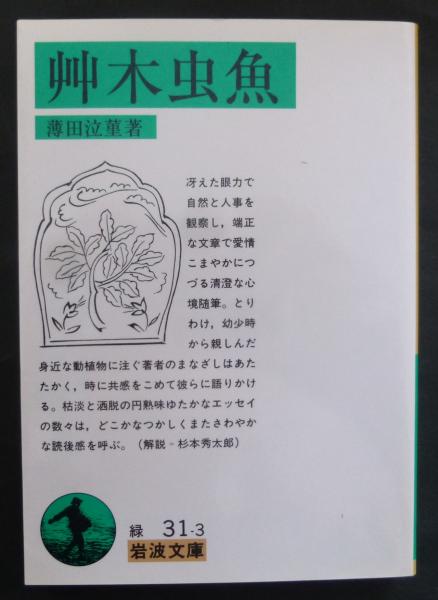 艸木虫魚
薄田泣菫著
冴えた眼力で
自然と人事を
観察し，端正
な文章で愛情
こまやかにつ
づる清澄な心
境随筆。とり
わけ，幼少時
から親しんだ
身近な動植物に注ぐ著者のまなざしはあた
たかく，時に共感をこめて彼らに語りかけ
る。枯淡と洒脱の円熟味ゆたかなエッセイ
の数々は，どこかなつかしくまたさわやか
な読後感を呼ぶ。（解説＝杉本秀太郎）
緑 31-3
岩波文庫